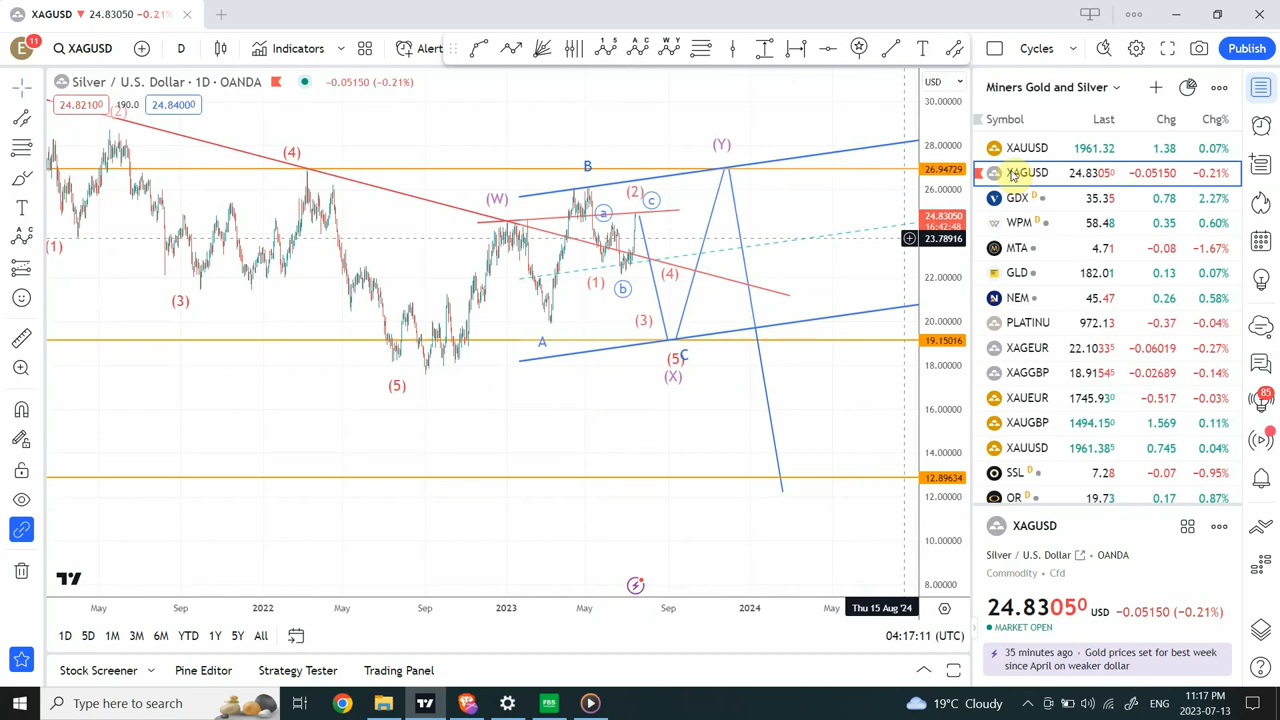 XAGUSD ▼ 24.83050 −0.21%
E 11 XAGUSD D Indicators Alert Cycles Publish
Silver / U.S. Dollar · 1D · OANDA −0.05150 (−0.21%)
24.82100 190.0 24.84000
USD
30.00000
28.00000
26.94729
26.00000
24.83050
16:42:48
23.78916
22.00000
20.00000
19.15016
18.00000
16.00000
14.00000
12.89634
12.00000
10.00000
8.00000
(2)
(4)
(1)
(3)
(5)
(W)
B
(2)
a
c
(Y)
(1)
b
(4)
(3)
A
(5)
C
(X)
May Sep 2022 May Sep 2023 May Sep 2024 May
Thu 15 Aug '24
1D 5D 1M 3M 6M YTD 1Y 5Y All
04:17:11 (UTC)
Stock Screener Pine Editor Strategy Tester Trading Panel
Miners Gold and Silver
Symbol Last Chg Chg%
XAUUSD 1961.32 1.38 0.07%
XAGUSD 24.83050 −0.05150 −0.21%
GDX D 35.35 0.78 2.27%
WPM D 58.48 0.35 0.60%
MTA 4.71 −0.08 −1.67%
GLD 182.01 0.13 0.07%
NEM 45.47 0.26 0.58%
PLATINU 972.13 −0.37 −0.04%
XAGEUR 22.10335 −0.06019 −0.27%
XAGGBP 18.91545 −0.02689 −0.14%
XAUEUR 1745.930 −0.517 −0.03%
XAUGBP 1494.150 1.569 0.11%
XAUUSD 1961.385 0.745 0.04%
SSL D 7.28 −0.07 −0.95%
OR D 19.73 0.17 0.87%
XAGUSD
Silver / U.S. Dollar OANDA
Commodity · Cfd
24.83050 USD −0.05150 (−0.21%)
MARKET OPEN
35 minutes ago · Gold prices set for best week
since April on weaker dollar
85
Type here to search
FBS
19°C Cloudy
ENG
11:17 PM
2023-07-13